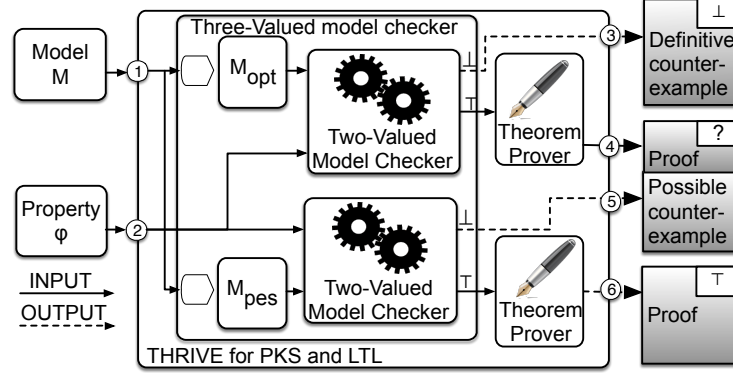 Three-Valued model checker
Model
M
1
M opt
Two-Valued
Model Checker
⊥
⊤
Theorem
Prover
3
⊥
Definitive
counter-
example
4
?
Proof
Property
φ
2
M pes
Two-Valued
Model Checker
⊥
⊤
Theorem
Prover
5
Possible
counter-
example
6
⊤
Proof
INPUT
OUTPUT
THRIVE for PKS and LTL